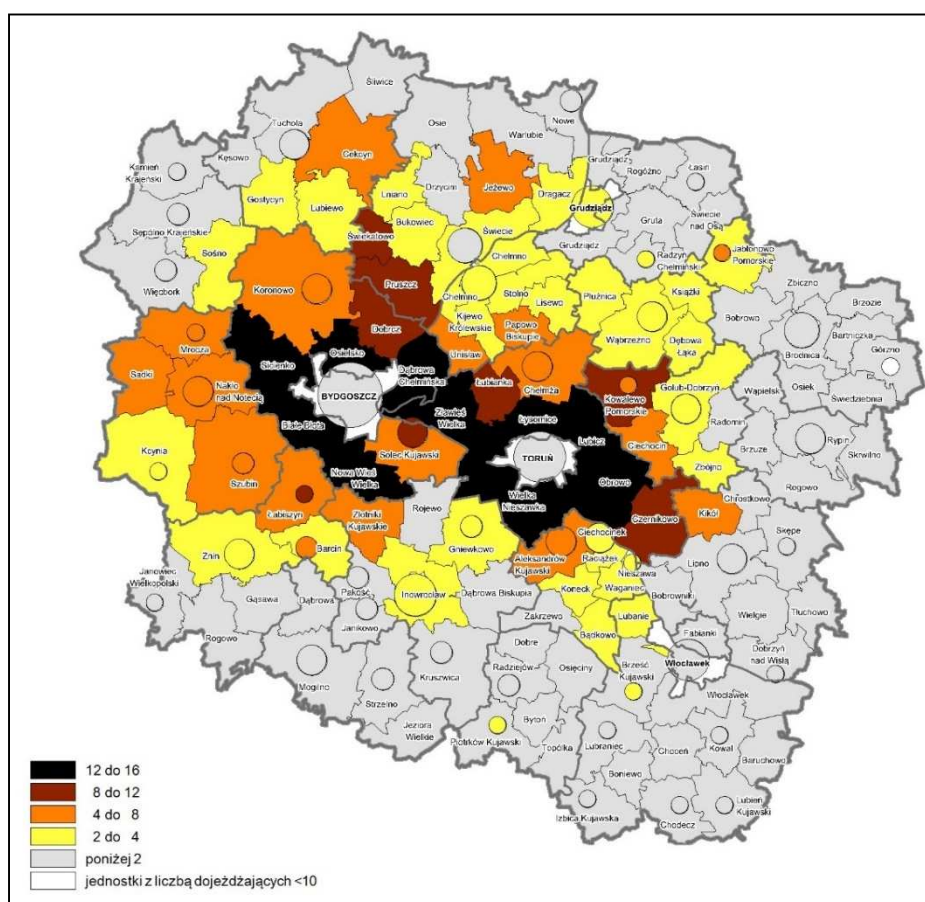 Śliwice
Tuchola
Osie
Warlubie
Nowe
Kamień
Krajeński
Kęsowo
Cekcyn
Drzycim
Jeżewo
Dragacz
Grudziądz
Rogóźno
Łasin
Gostycyn
Lubiewo
Lniano
Bukowiec
Grudziądz
Gruta
Świecie
nad Osą
Sępolno Krajeńskie
Świekatowo
Świecie
Grudziądz
Radzyń
Chełmiński
Jabłonowo
Pomorskie
Sośno
Chełmno
Więcbork
Koronowo
Pruszcz
Chełmno
Stolno
Lisewo
Płużnica
Książki
Zbiczno
Bobrowo
Brzozie
Bartniczka
Górzno
Dobrcz
Kijewo
Królewskie
Papowo
Biskupie
Wąbrzeźno
Dębowa
Łąka
Brodnica
Mrocza
Sicienko
Osielsko
Unisław
Sadki
Nakło
nad Notecią
BYDGOSZCZ
Dąbrowa
Chełmińska
Łubianka
Chełmża
Kowalewo
Pomorskie
Golub-Dobrzyń
Wąpielsk
Osiek
Świedziebnia
Radomin
Zławieś
Wielka
Łysomice
Białe Błota
Lubicz
Ciechocin
Brzuze
Rypin
Skrwilno
Kcynia
Solec Kujawski
TORUŃ
Zbójno
Szubin
Nowa Wieś
Wielka
Wielka
Nieszawka
Obrowo
Rogowo
Łabiszyn
Złotniki
Kujawskie
Rojewo
Czernikowo
Kikół
Chrostkowo
Skępe
Żnin
Barcin
Gniewkowo
Aleksandrów
Kujawski
Ciechocinek
Raciążek
Nieszawa
Waganiec
Lipno
Janowiec
Wielkopolski
Gąsawa
Dąbrowa
Pakość
Inowrocław
Dąbrowa Biskupia
Koneck
Bobrowniki
Wielgie
Tłuchowo
Janikowo
Zakrzewo
Lubanie
Rogowo
Dobre
Bądkowo
Fabianki
Dobrzyń
nad Wisłą
Mogilno
Strzelno
Kruszwica
Radziejów
Osięciny
Brześć
Kujawski
Włocławek
Jeziora
Wielkie
Piotrków Kujawski
Bytoń
Topólka
Lubraniec
Choceń
Włocławek
Kowal
Baruchowo
Boniewo
Izbica Kujawska
Chodecz
Lubień
Kujawski
12 do 16
8 do 12
4 do 8
2 do 4
poniżej 2
jednostki z liczbą dojeżdżających <10